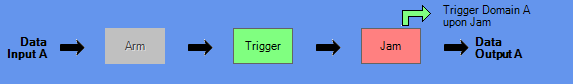 Trigger Domain A
upon Jam
Data
Input A
Arm
Trigger
Jam
Data
Output A